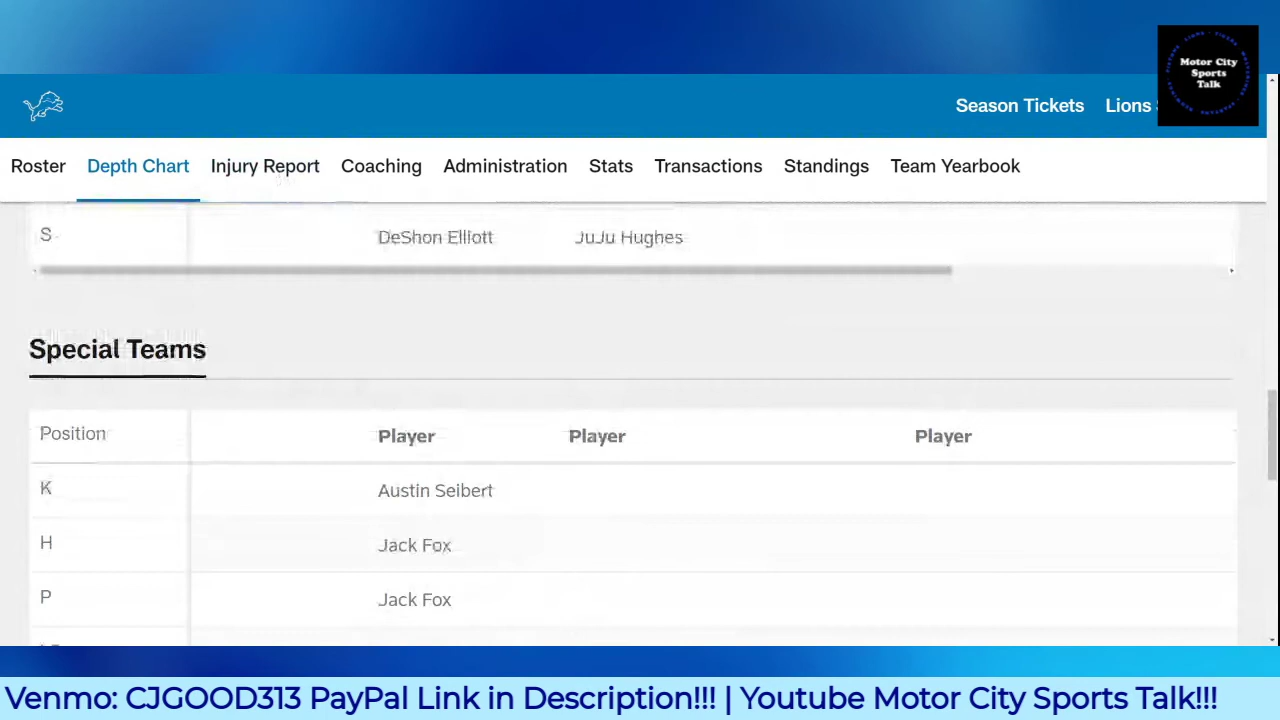 Motor City
Sports
Talk
Season Tickets Lions
Roster Depth Chart Injury Report Coaching Administration Stats Transactions Standings Team Yearbook
S DeShon Elliott JuJu Hughes
Special Teams
Position Player Player Player
K Austin Seibert
H Jack Fox
P Jack Fox
Venmo: CJGOOD313 PayPal Link in Description!!! | Youtube Motor City Sports Talk!!!